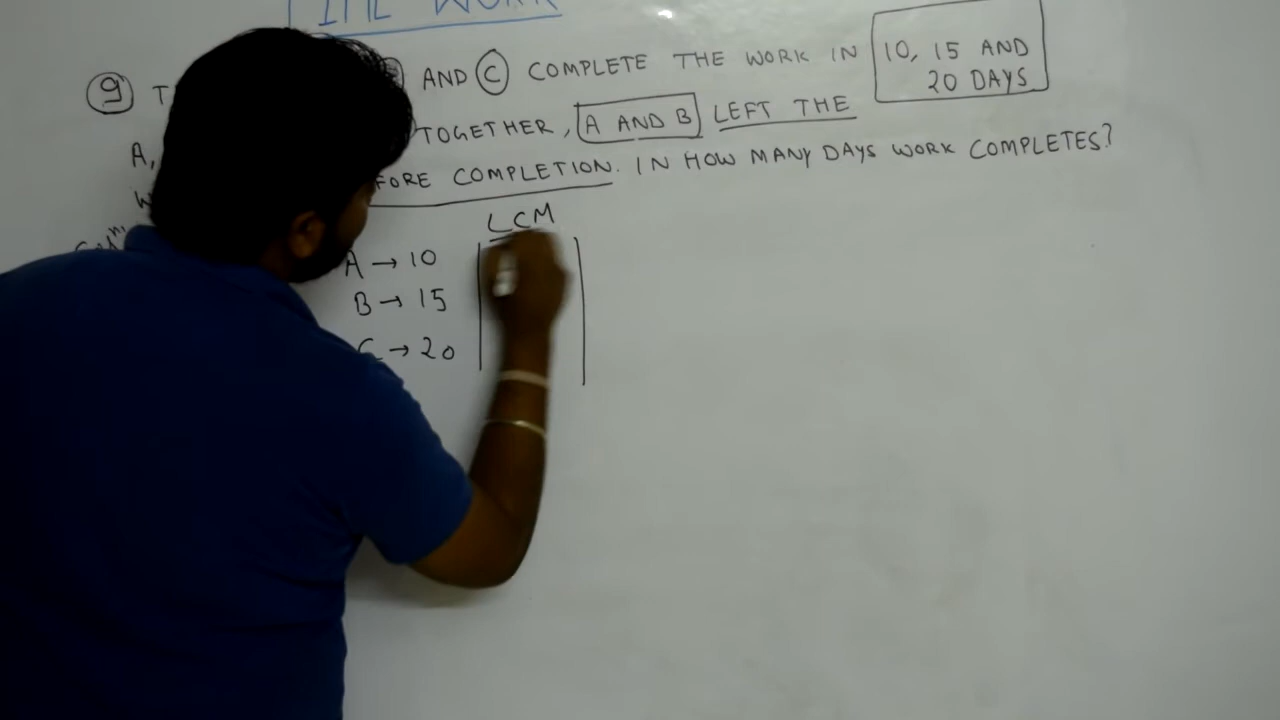 WORK
9 T AND C COMPLETE THE WORK IN 10, 15 AND 20 DAYS
A, TOGETHER, A AND B LEFT THE
W FORE COMPLETION. IN HOW MANY DAYS WORK COMPLETES?
LCM
A → 10
B → 15
C → 20